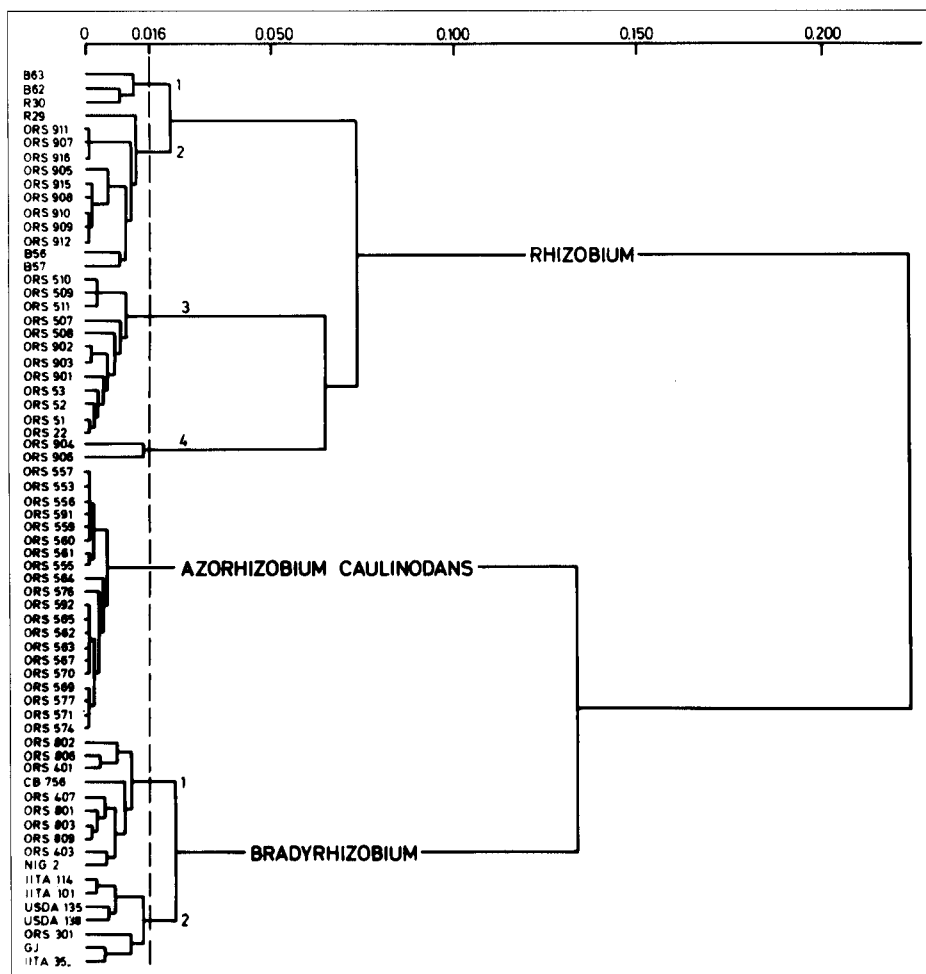 0 0.016 0.050 0.100 0.150 0.200
B63
1
B62
R30
R29
ORS 911
ORS 907
2
ORS 916
ORS 905
ORS 915
ORS 908
ORS 910
ORS 909
ORS 912
B56
RHIZOBIUM
B57
ORS 510
ORS 509
ORS 511
3
ORS 507
ORS 508
ORS 902
ORS 903
ORS 901
ORS 53
ORS 52
ORS 51
ORS 22
ORS 904
4
ORS 906
ORS 557
ORS 553
ORS 556
ORS 591
ORS 559
ORS 560
ORS 561
ORS 555
AZORHIZOBIUM CAULINODANS
ORS 564
ORS 576
ORS 592
ORS 565
ORS 562
ORS 563
ORS 567
ORS 570
ORS 569
ORS 577
ORS 571
ORS 574
ORS 802
ORS 806
ORS 401
CB 756
1
ORS 407
ORS 801
ORS 803
ORS 809
ORS 403
BRADYRHIZOBIUM
NIG 2
IITA 114
IITA 101
USDA 135
USDA 138
2
ORS 301
GJ